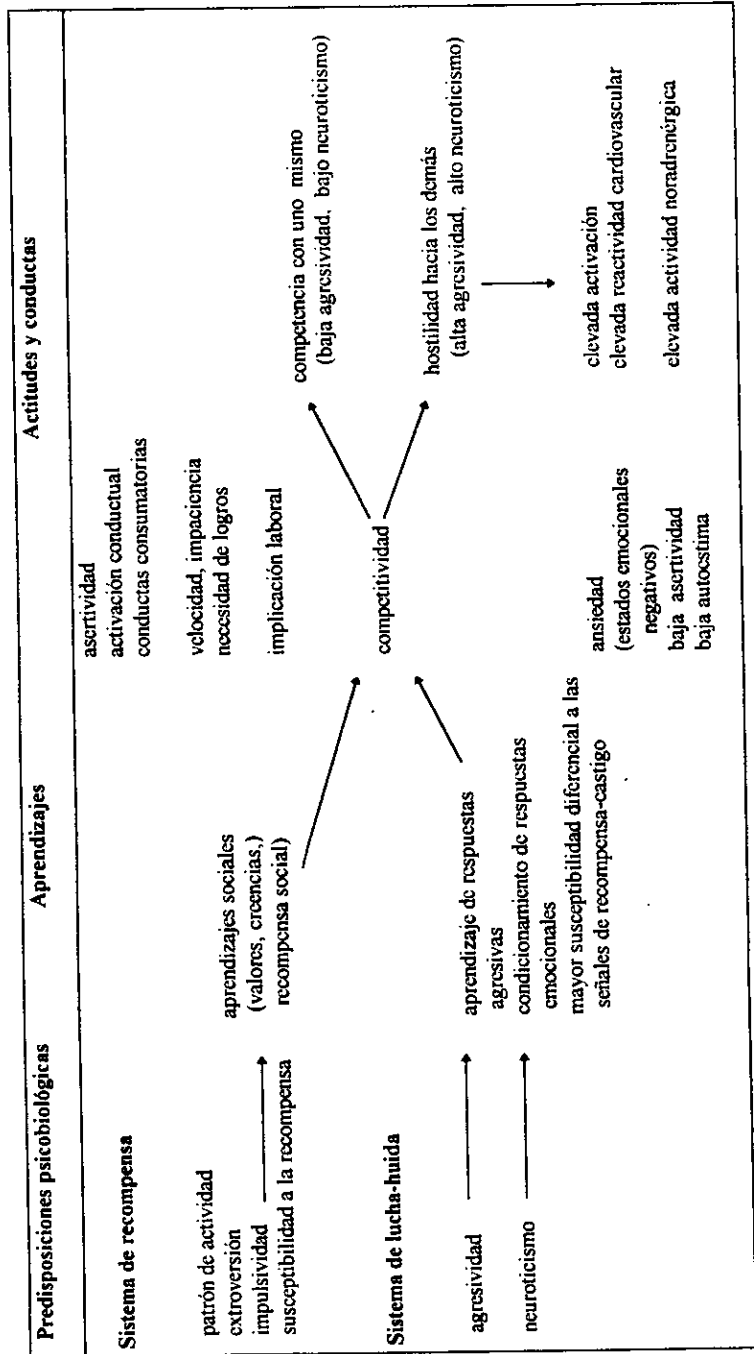 Predisposiciones psicobiológicas
Aprendizajes
Actitudes y conductas
Sistema de recompensa
patrón de actividad
extroversión
impulsividad
susceptibilidad a la recompensa
aprendizajes sociales
(valores, creencias,)
recompensa social)
asertividad
activación conductual
conductas consumatorias
velocidad, impaciencia
necesidad de logros
implicación laboral
competitividad
competencia con uno mismo
(baja agresividad, bajo neuroticismo)
hostilidad hacia los demás
(alta agresividad, alto neuroticismo)
Sistema de lucha-huida
agresividad
neuroticismo
aprendizaje de respuestas
agresivas
condicionamiento de respuestas
emocionales
mayor susceptibilidad diferencial a las
señales de recompensa-castigo
ansiedad
(estados emocionales
negativos)
baja asertividad
baja autoestima
elevada activación
elevada reactividad cardiovascular
elevada actividad noradrenérgica